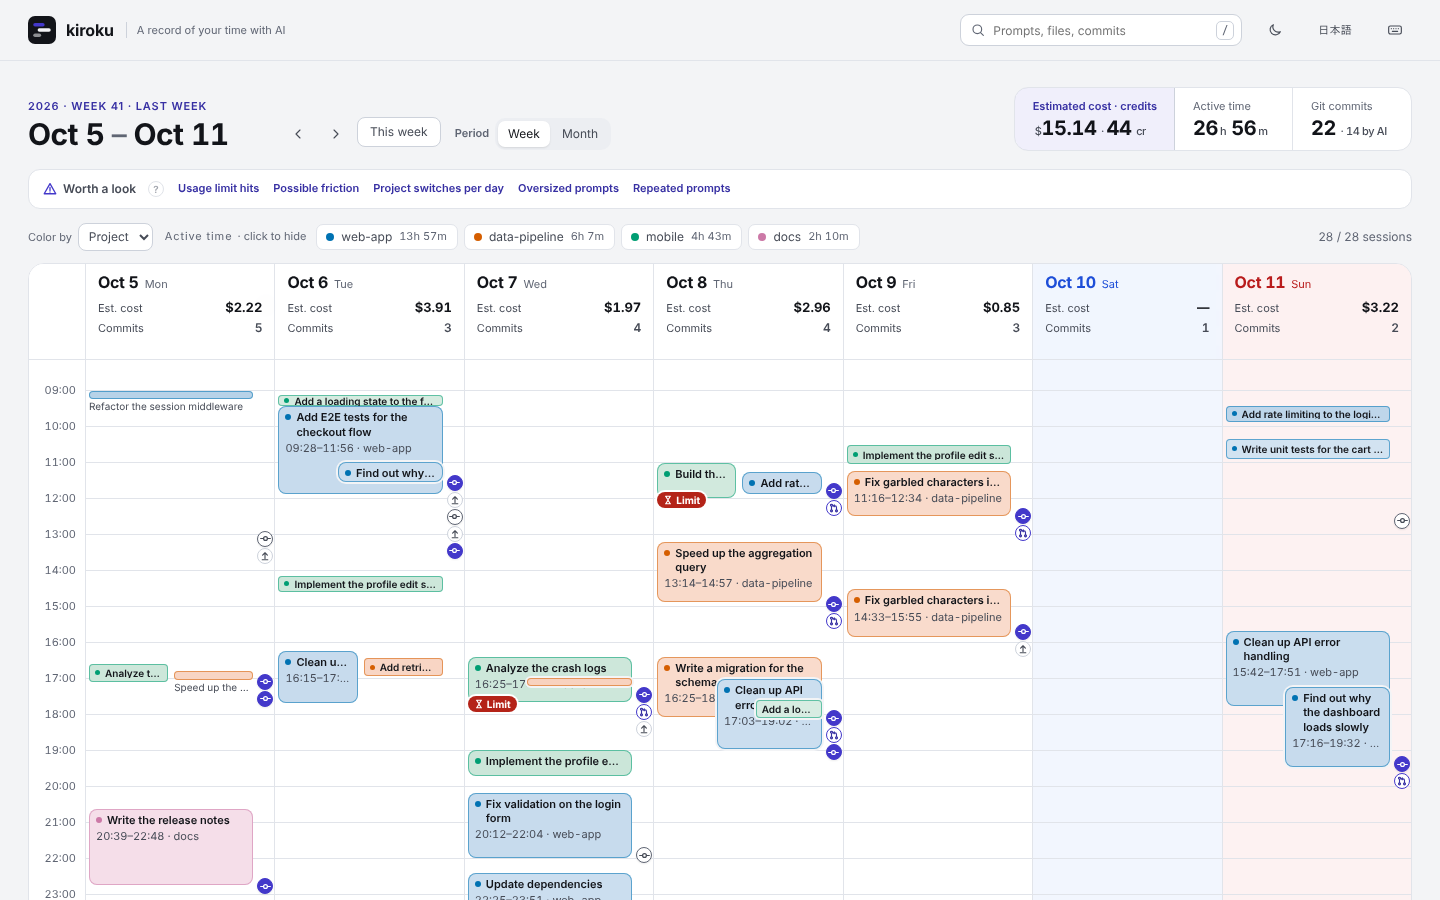 kiroku
A record of your time with AI
Prompts, files, commits
/
日本語
2026 · WEEK 41 · LAST WEEK
Oct 5 – Oct 11
This week
Period
Week
Month
Estimated cost · credits
$15.14 · 44 cr
Active time
26h 56m
Git commits
22 · 14 by AI
Worth a look
?
Usage limit hits
Possible friction
Project switches per day
Oversized prompts
Repeated prompts
Color by
Project
Active time · click to hide
web-app 13h 57m
data-pipeline 6h 7m
mobile 4h 43m
docs 2h 10m
28 / 28 sessions
Oct 5 Mon
Est. cost $2.22
Commits 5
Oct 6 Tue
Est. cost $3.91
Commits 3
Oct 7 Wed
Est. cost $1.97
Commits 4
Oct 8 Thu
Est. cost $2.96
Commits 4
Oct 9 Fri
Est. cost $0.85
Commits 3
Oct 10 Sat
Est. cost —
Commits 1
Oct 11 Sun
Est. cost $3.22
Commits 2
09:00
10:00
11:00
12:00
13:00
14:00
15:00
16:00
17:00
18:00
19:00
20:00
21:00
22:00
23:00
Refactor the session middleware
Analyze t...
Speed up the ...
Write the release notes
20:39–22:48 · docs
Add a loading state to the f...
Add E2E tests for the
checkout flow
09:28–11:56 · web-app
Find out why...
Implement the profile edit s...
Clean u...
16:15–17:...
Add retri...
Analyze the crash logs
16:25–17
Limit
Implement the profile e...
Fix validation on the login
form
20:12–22:04 · web-app
Update dependencies
22:25–23:51 · web-app
Build th...
Limit
Add rat...
Speed up the aggregation
query
13:14–14:57 · data-pipeline
Write a migration for the
schema
16:25–18
Clean up API
erro
17:03–19:02 · ...
Add a lo...
Implement the profile edit s...
Fix garbled characters i...
11:16–12:34 · data-pipeline
Fix garbled characters i...
14:33–15:55 · data-pipeline
Add rate limiting to the logi...
Write unit tests for the cart ...
Clean up API error
handling
15:42–17:51 · web-app
Find out why
the dashboard
loads slowly
17:16–19:32 · ...